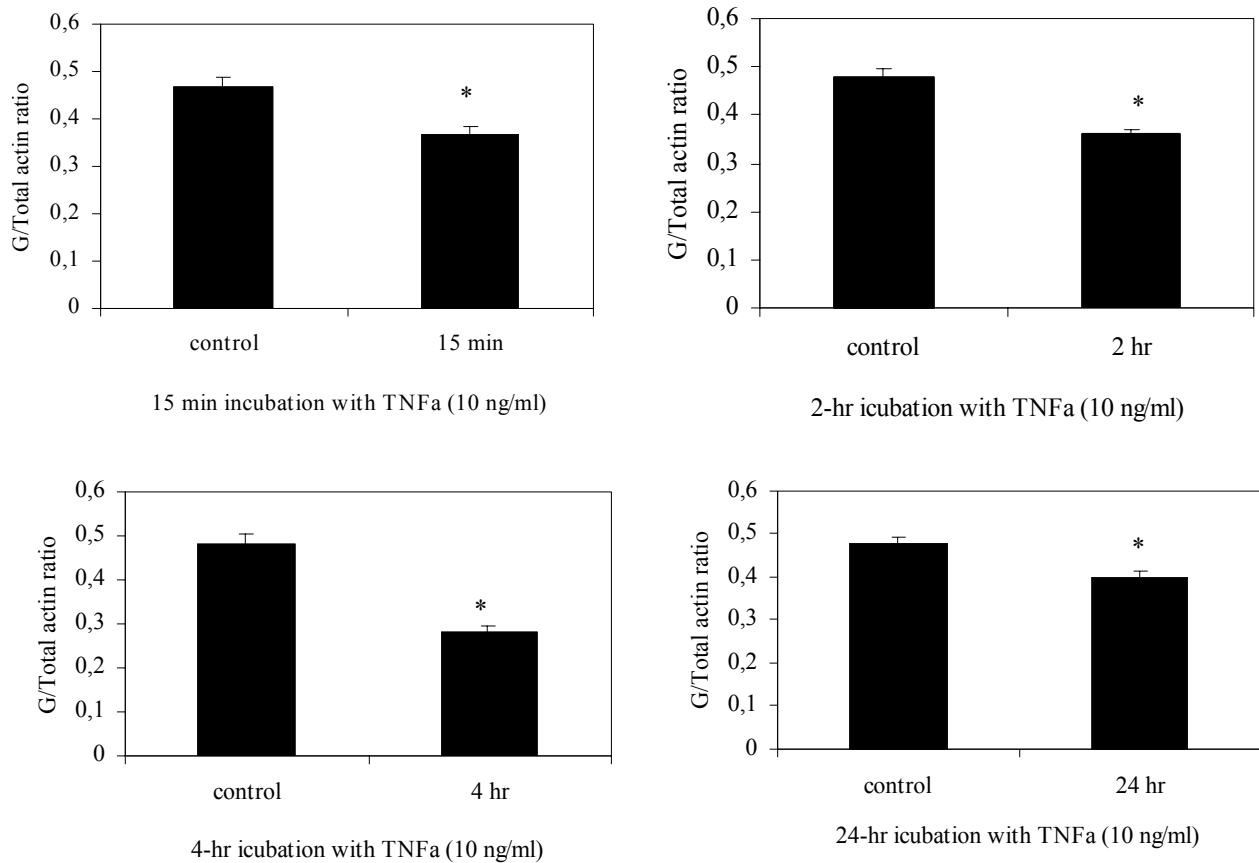 0,6
0,5
0,4
0,3
0,2
0,1
0
G/Total actin ratio
*
control 15 min
15 min incubation with TNFa (10 ng/ml)
0,6
0,5
0,4
0,3
0,2
0,1
0
G/Total actin ratio
*
control 2 hr
2-hr icubation with TNFa (10 ng/ml)
0,6
0,5
0,4
0,3
0,2
0,1
0
G/Total actin ratio
*
control 4 hr
4-hr icubation with TNFa (10 ng/ml)
0,6
0,5
0,4
0,3
0,2
0,1
0
G/Total actin ratio
*
control 24 hr
24-hr icubation with TNFa (10 ng/ml)